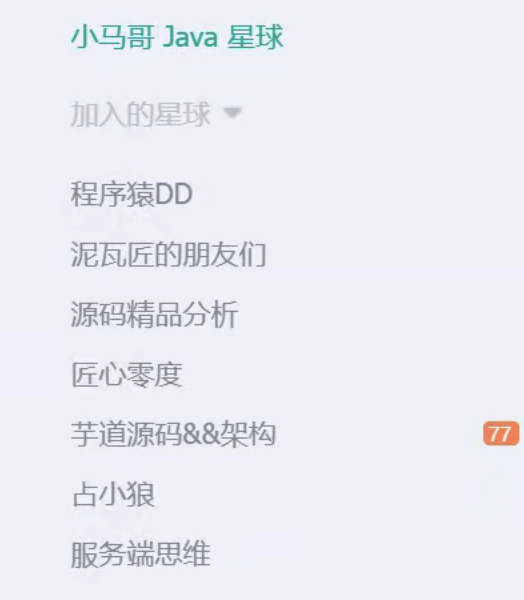 小马哥 Java 星球
加入的星球
程序猿DD
泥瓦匠的朋友们
源码精品分析
匠心零度
芋道源码&&架构
77
占小狼
服务端思维